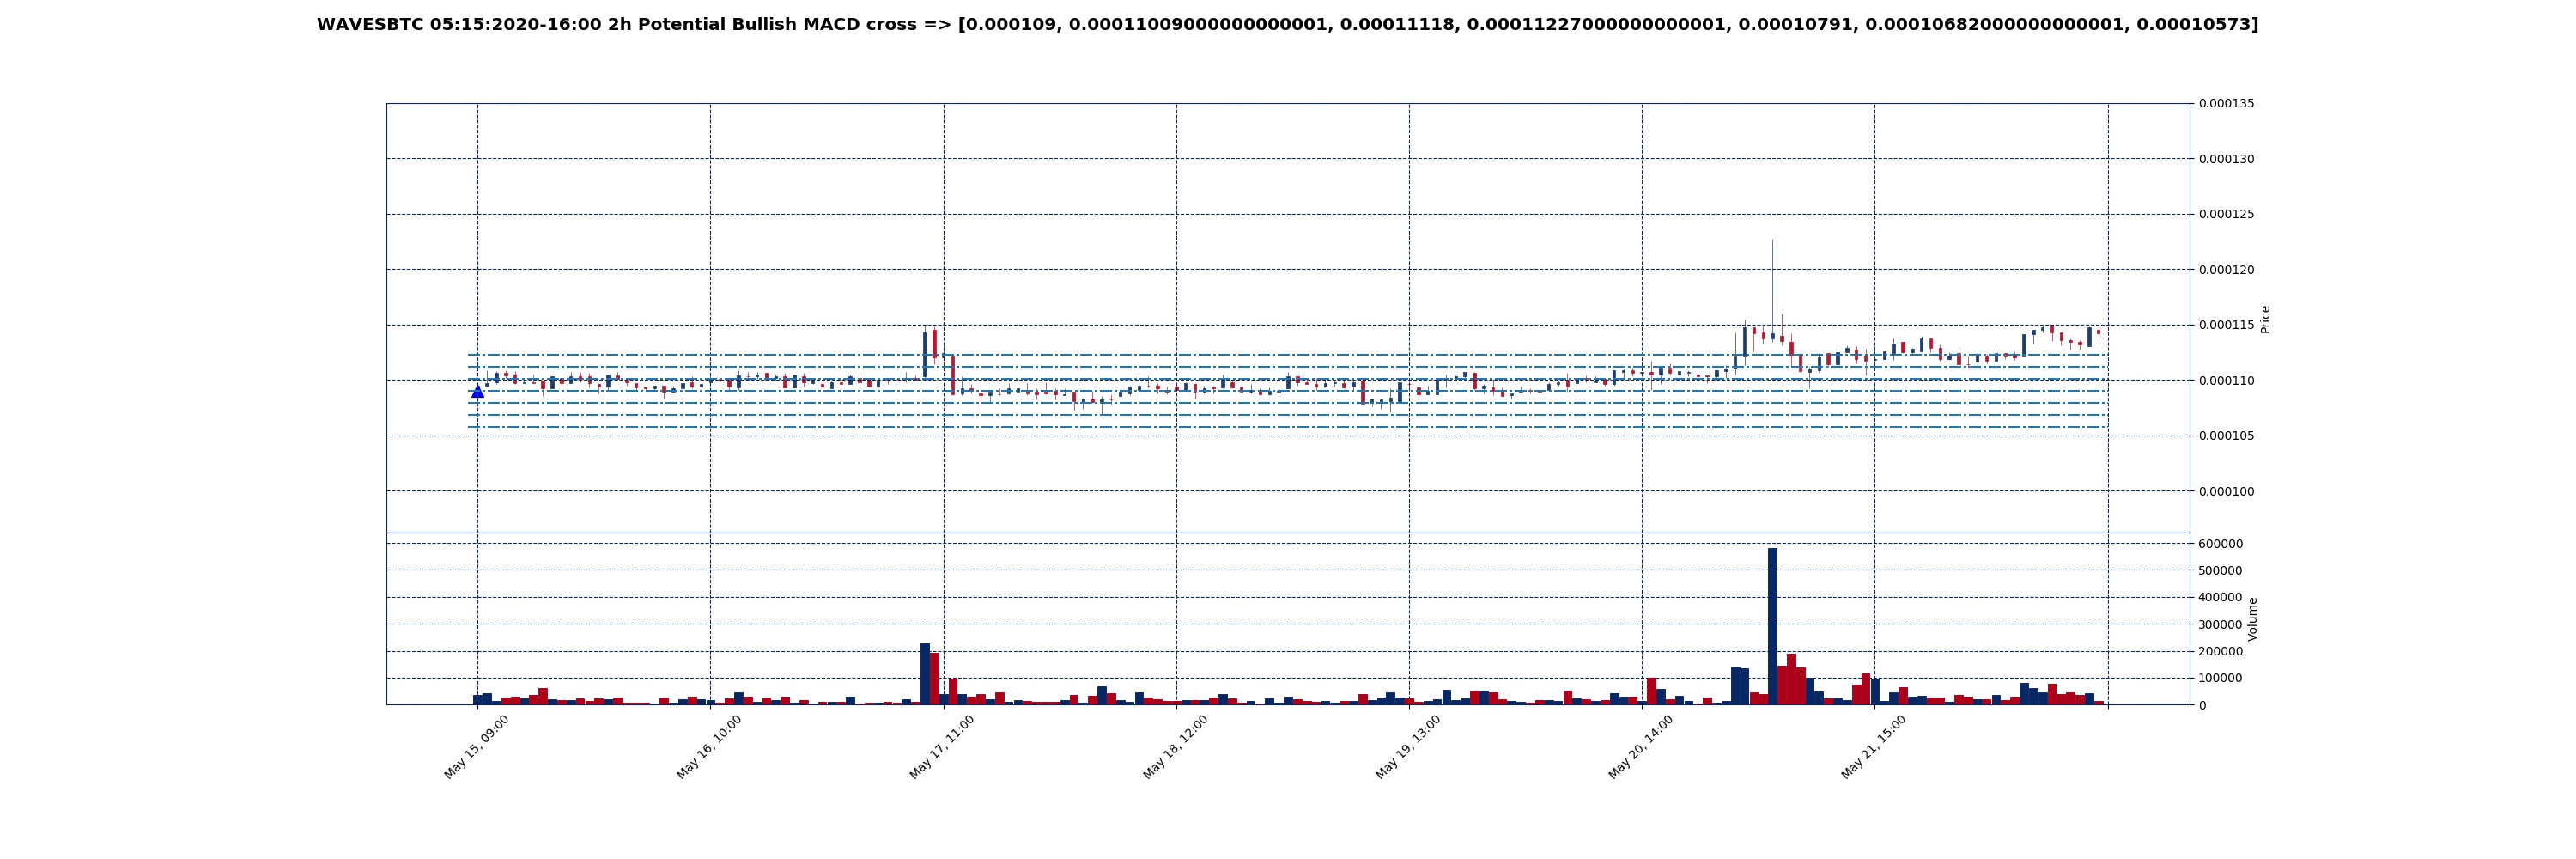 WAVESBTC 05:15:2020-16:00 2h Potential Bullish MACD cross => [0.000109, 0.00011009000000000001, 0.00011118, 0.00011227000000000001, 0.00010791, 0.00010682000000000001, 0.00010573]
0.000135
0.000130
0.000125
0.000120
0.000115
0.000110
0.000105
0.000100
Price
600000
500000
400000
300000
200000
100000
0
Volume
May 15, 09:00
May 16, 10:00
May 17, 11:00
May 18, 12:00
May 19, 13:00
May 20, 14:00
May 21, 15:00